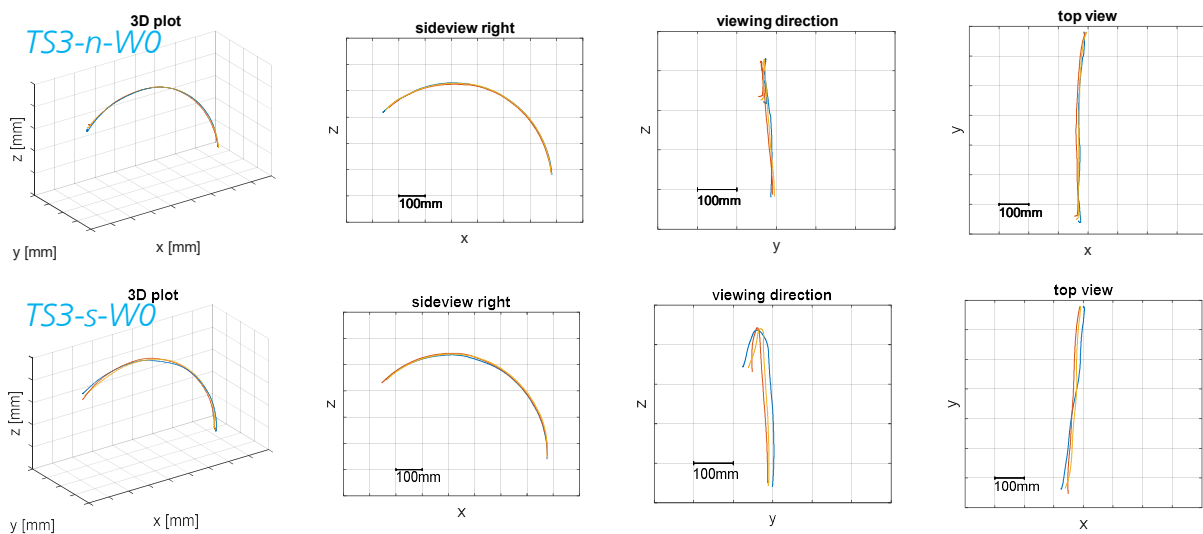 3D plot
TS3-n-W0
z [mm]
y [mm]
x [mm]
sideview right
z
100mm
x
viewing direction
z
100mm
y
top view
y
100mm
x
3D plot
TS3-s-W0
z [mm]
y [mm]
x [mm]
sideview right
z
100mm
x
viewing direction
z
100mm
y
top view
y
100mm
x